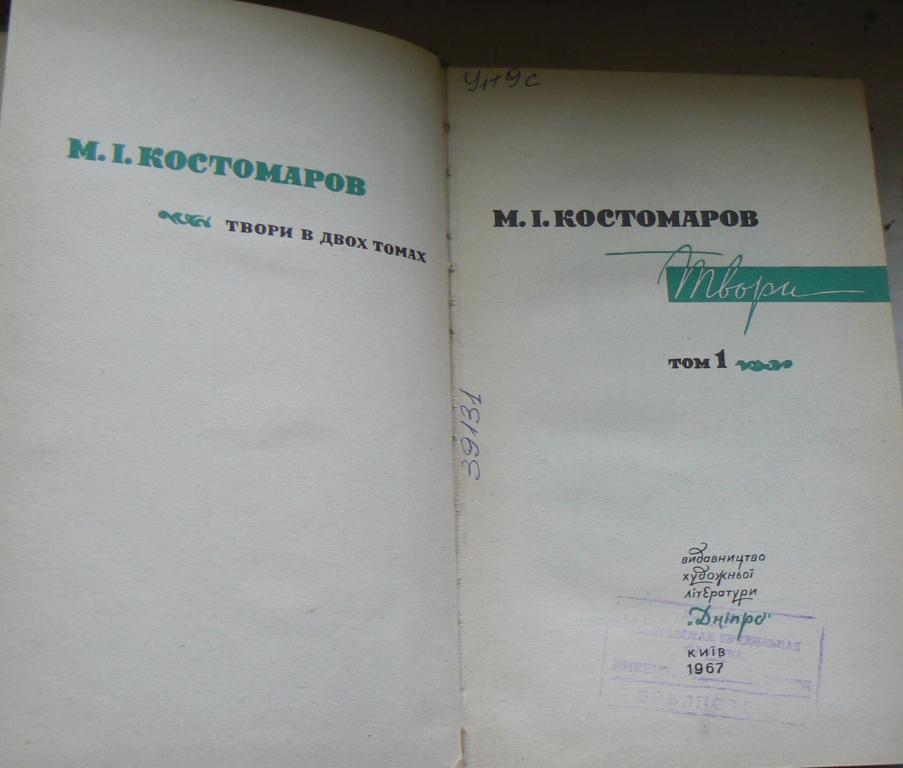 М. І. КОСТОМАРОВ
ТВОРИ В ДВОХ ТОМАХ
У1+9с
М. І. КОСТОМАРОВ
Твори
том 1
39131
видавництво
художньої
літератури
"Дніпро"
київ
1967